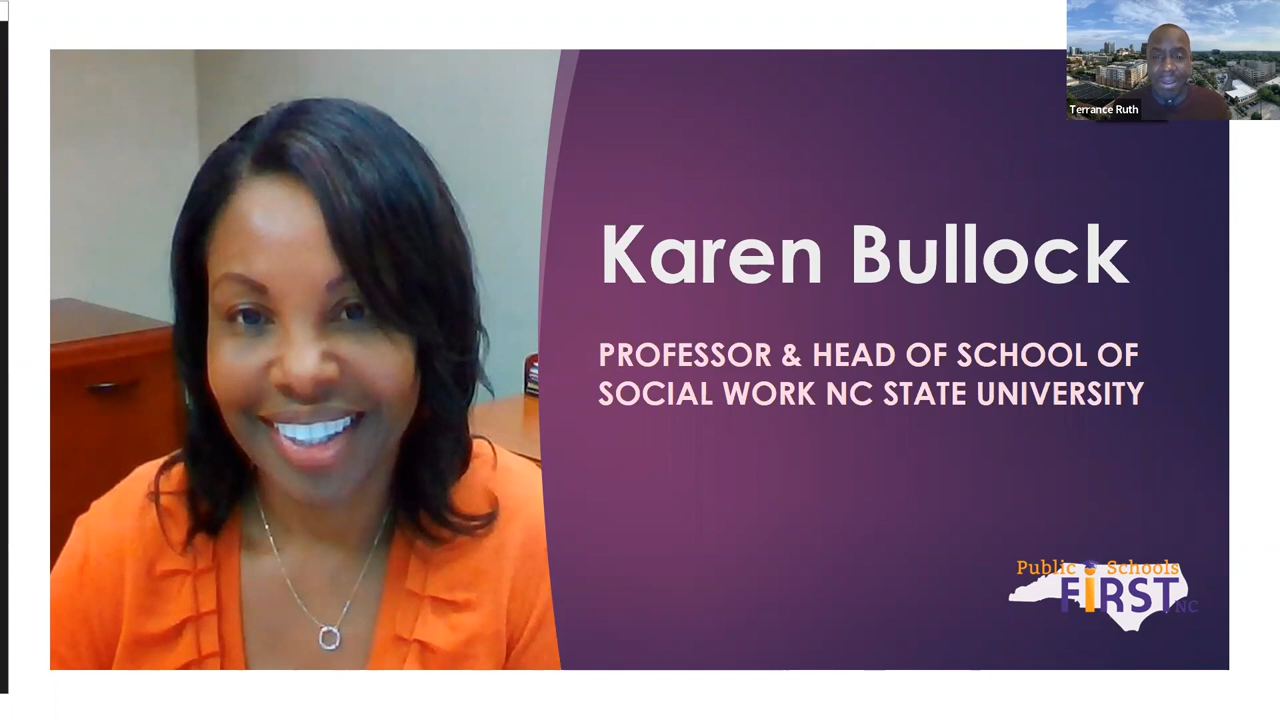 Terrance Ruth
Karen Bullock
PROFESSOR & HEAD OF SCHOOL OF
SOCIAL WORK NC STATE UNIVERSITY
Public Schools
FiRST NC